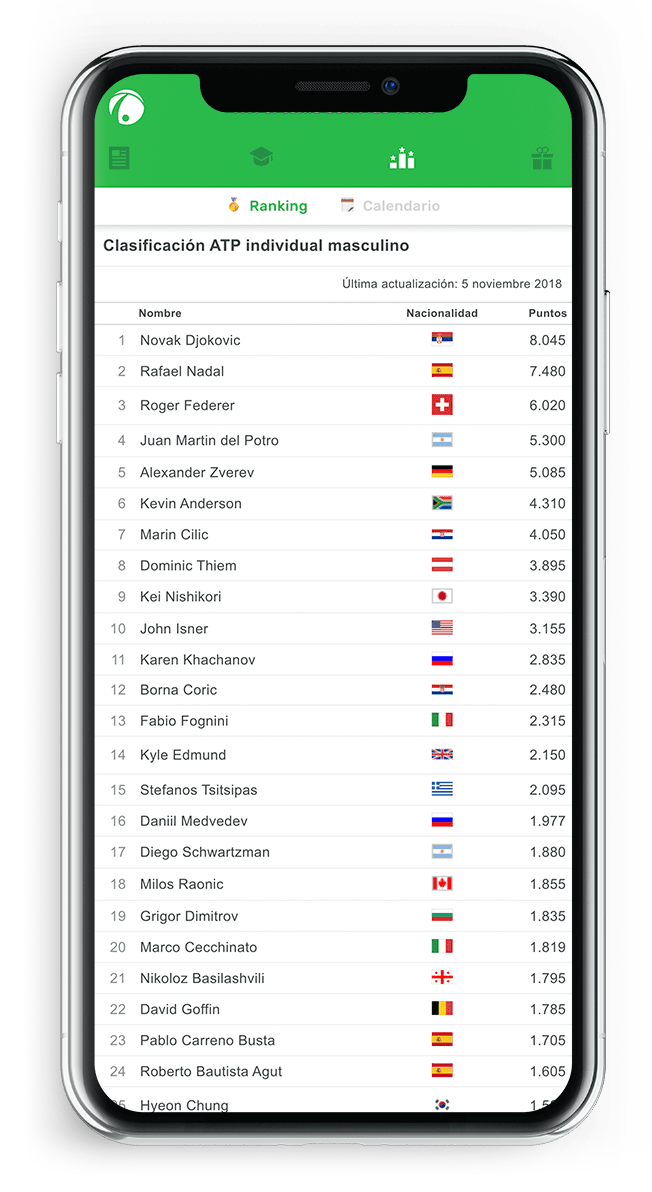 Ranking Calendario
Clasificación ATP individual masculino
Última actualización: 5 noviembre 2018
Nombre Nacionalidad Puntos
1 Novak Djokovic 8.045
2 Rafael Nadal 7.480
3 Roger Federer 6.020
4 Juan Martin del Potro 5.300
5 Alexander Zverev 5.085
6 Kevin Anderson 4.310
7 Marin Cilic 4.050
8 Dominic Thiem 3.895
9 Kei Nishikori 3.390
10 John Isner 3.155
11 Karen Khachanov 2.835
12 Borna Coric 2.480
13 Fabio Fognini 2.315
14 Kyle Edmund 2.150
15 Stefanos Tsitsipas 2.095
16 Daniil Medvedev 1.977
17 Diego Schwartzman 1.880
18 Milos Raonic 1.855
19 Grigor Dimitrov 1.835
20 Marco Cecchinato 1.819
21 Nikoloz Basilashvili 1.795
22 David Goffin 1.785
23 Pablo Carreno Busta 1.705
24 Roberto Bautista Agut 1.605
Hyeon Chung